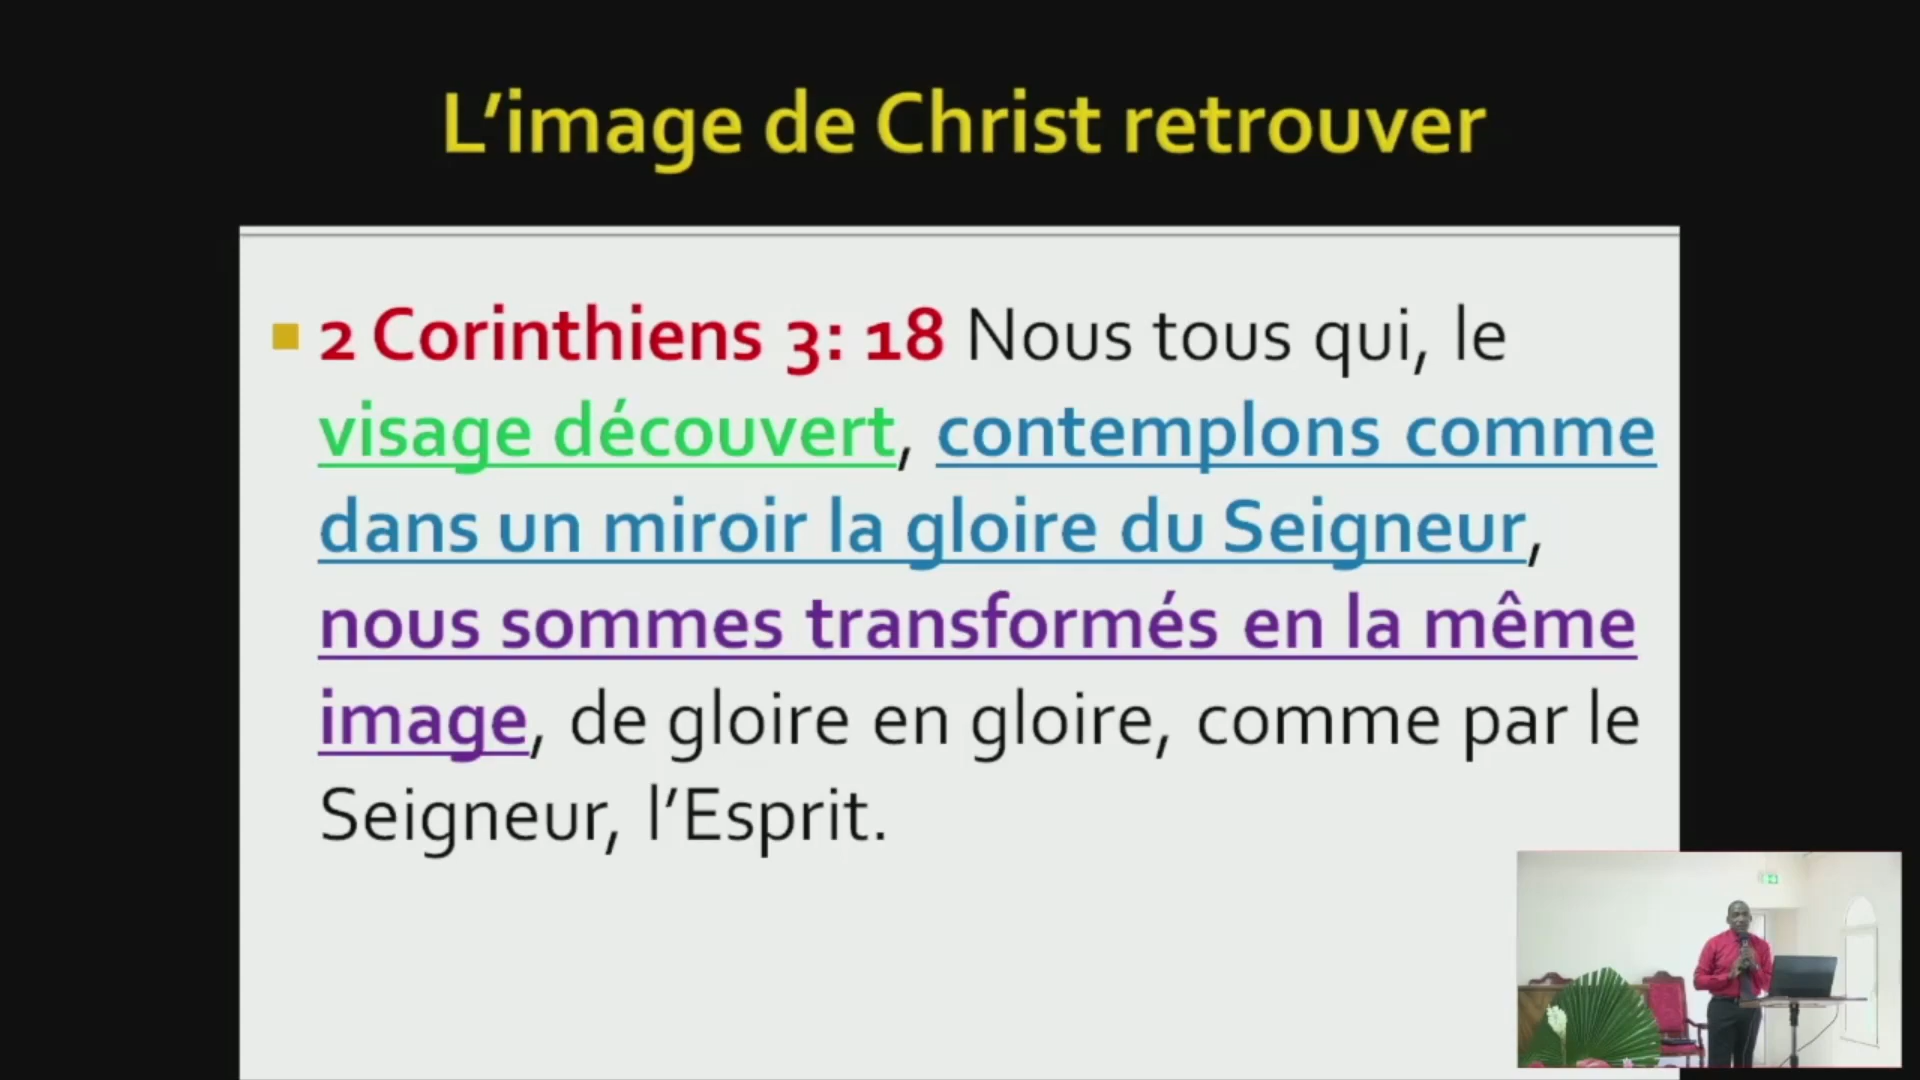 L’image de Christ retrouver
2 Corinthiens 3: 18 Nous tous qui, le
visage découvert, contemplons comme
dans un miroir la gloire du Seigneur,
nous sommes transformés en la même
image, de gloire en gloire, comme par le
Seigneur, l’Esprit.